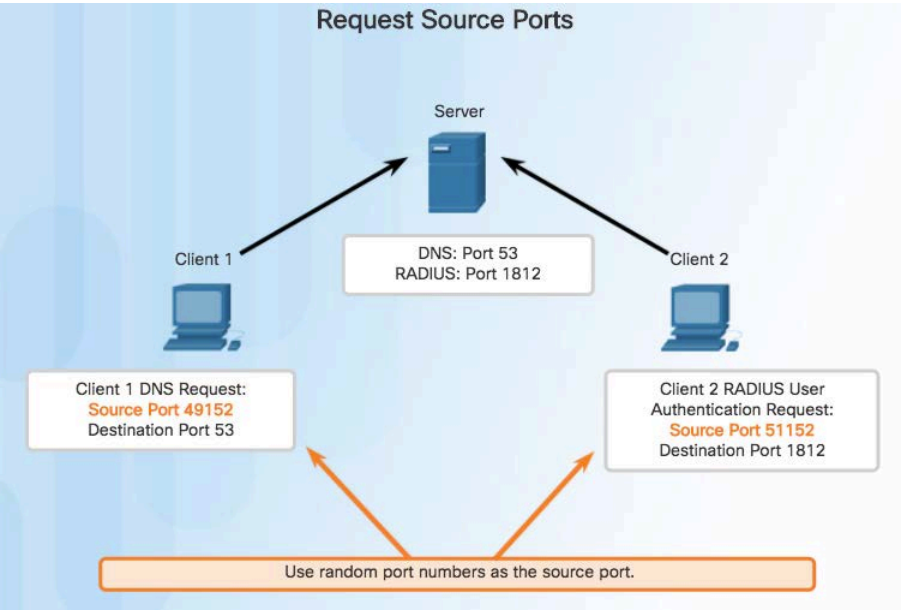 Request Source Ports
Server
DNS: Port 53
RADIUS: Port 1812
Client 1
Client 2
Client 1 DNS Request:
Source Port 49152
Destination Port 53
Client 2 RADIUS User
Authentication Request:
Source Port 51152
Destination Port 1812
Use random port numbers as the source port.